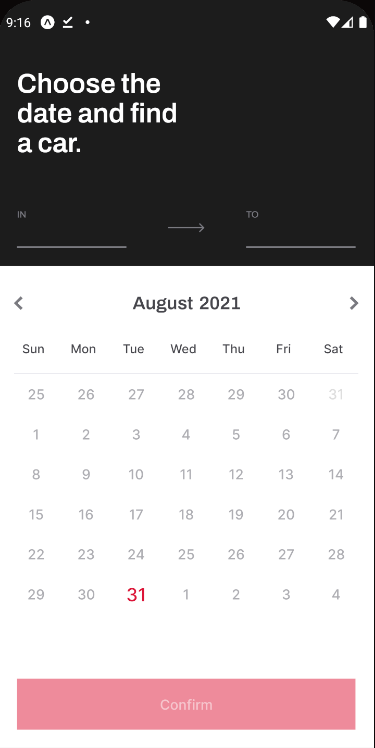 9:16
Choose the
date and find
a car.
IN TO
August 2021
Sun Mon Tue Wed Thu Fri Sat
25 26 27 28 29 30 31
1 2 3 4 5 6 7
8 9 10 11 12 13 14
15 16 17 18 19 20 21
22 23 24 25 26 27 28
29 30 31 1 2 3 4
Confirm